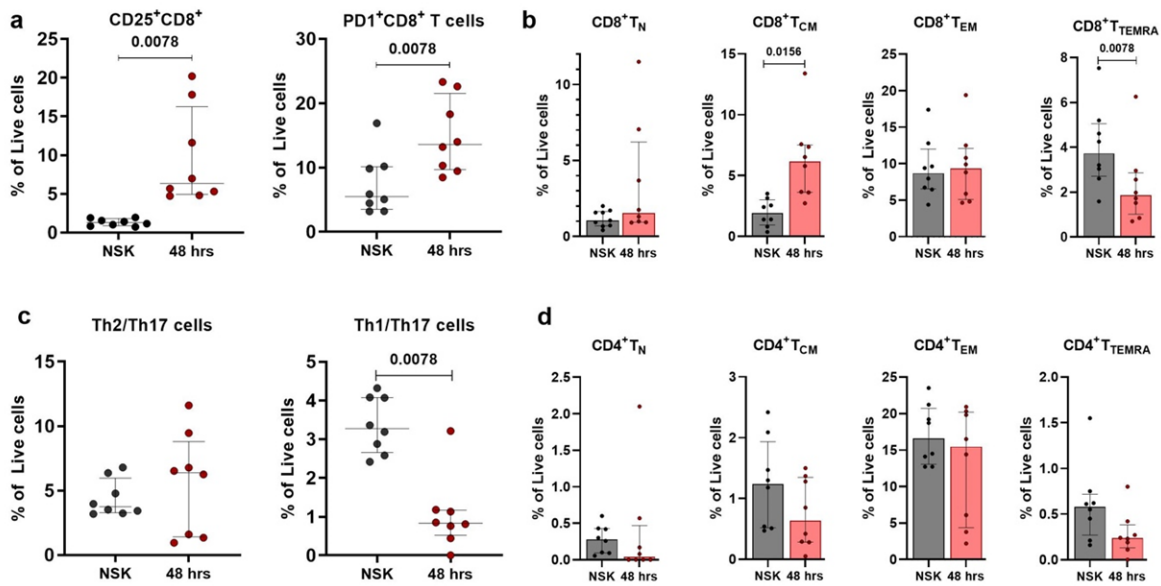 a
CD25⁺CD8⁺
0.0078
% of Live cells
25
20
15
10
5
0
NSK 48 hrs
PD1⁺CD8⁺ T cells
0.0078
% of Live cells
30
20
10
0
NSK 48 hrs
b
CD8⁺T_N
% of Live cells
10
5
0
NSK 48 hrs
CD8⁺T_CM
0.0156
% of Live cells
15
10
5
0
NSK 48 hrs
CD8⁺T_EM
% of Live cells
25
20
15
10
5
0
NSK 48 hrs
CD8⁺T_TEMRA
0.0078
% of Live cells
8
6
4
2
0
NSK 48 hrs
c
Th2/Th17 cells
% of Live cells
15
10
5
0
NSK 48 hrs
Th1/Th17 cells
0.0078
% of Live cells
5
4
3
2
1
0
NSK 48 hrs
d
CD4⁺T_N
% of Live cells
2.5
2.0
1.5
1.0
0.5
0.0
NSK 48 hrs
CD4⁺T_CM
% of Live cells
3
2
1
0
NSK 48 hrs
CD4⁺T_EM
% of Live cells
25
20
15
10
5
0
NSK 48 hrs
CD4⁺T_TEMRA
% of Live cells
2.0
1.5
1.0
0.5
0.0
NSK 48 hrs